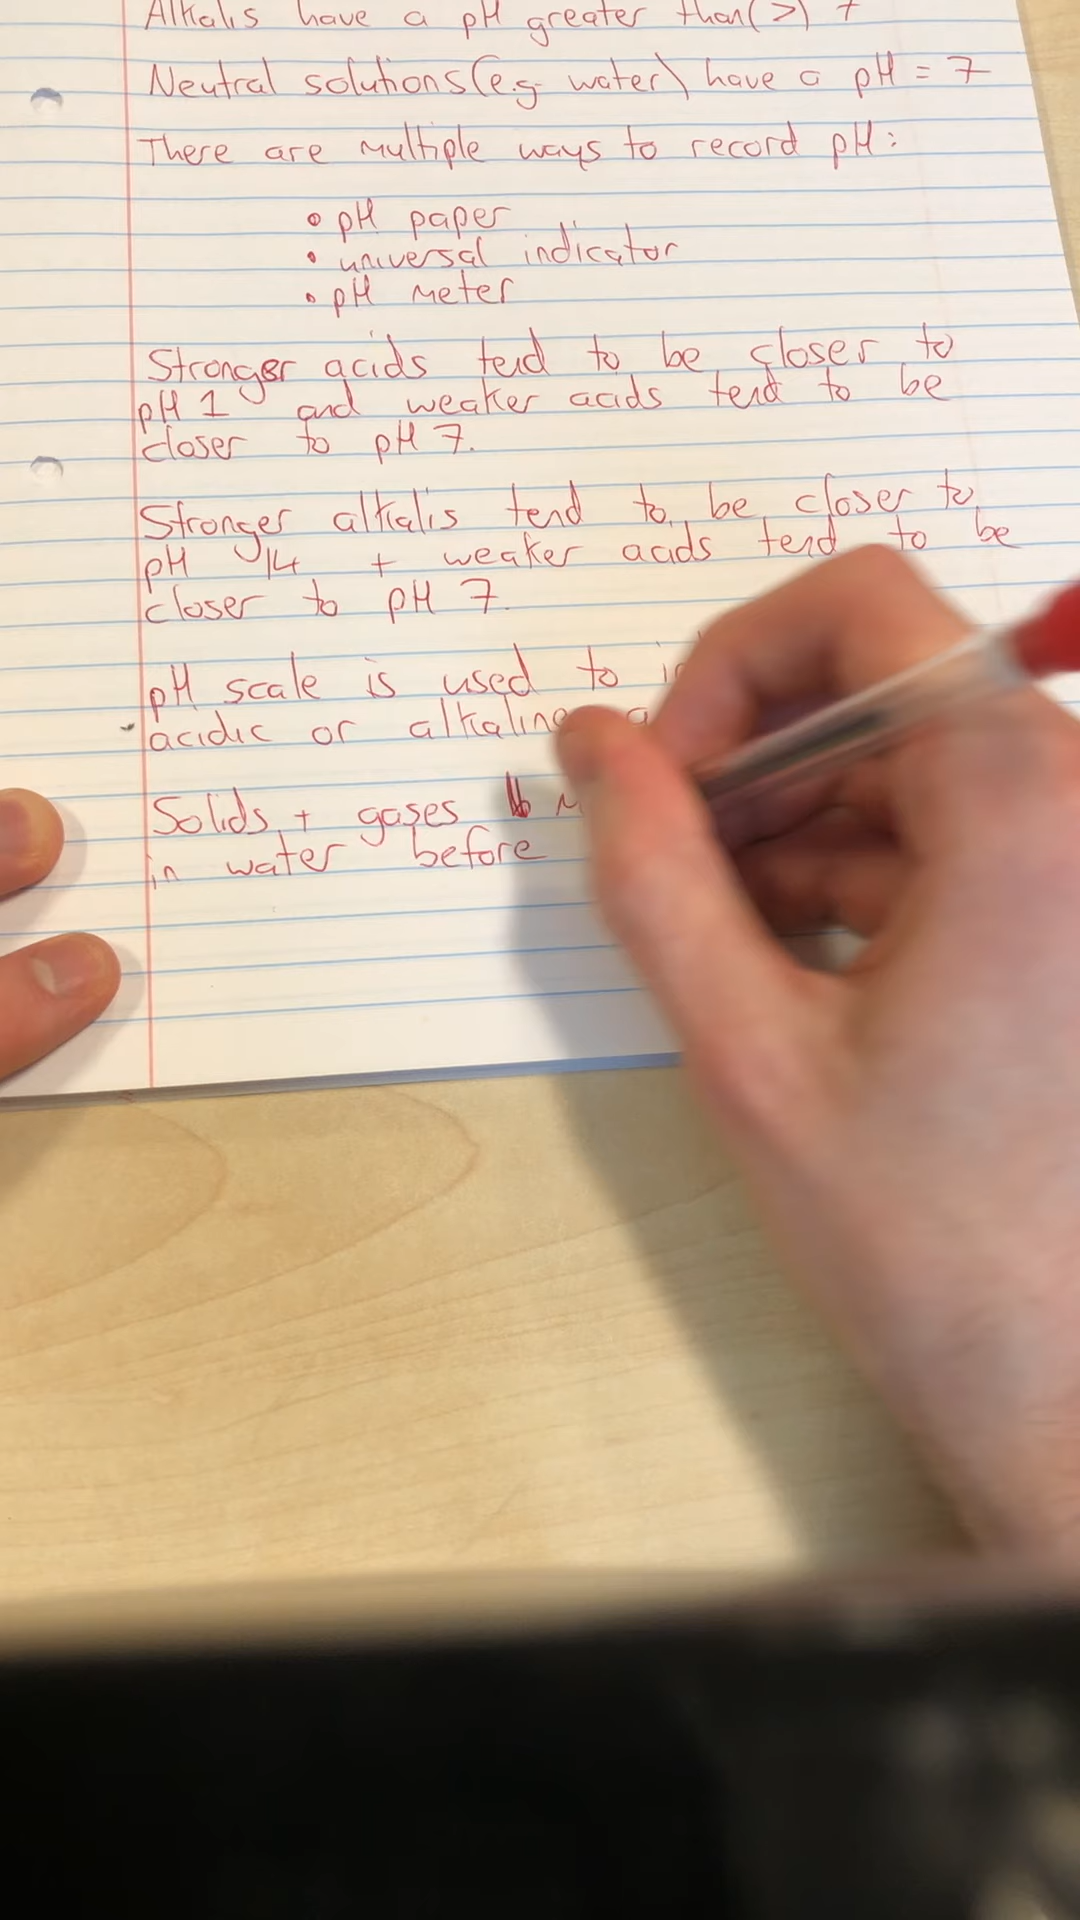 Alkalis have a pH greater than (>) 7
Neutral solutions (e.g. water) have a pH = 7
There are multiple ways to record pH:
• pH paper
• universal indicator
• pH meter
Stronger acids tend to be closer to
pH 1 and weaker acids tend to be
closer to pH 7.
Stronger alkalis tend to be closer to
pH 14 + weaker acids tend to be
closer to pH 7.
pH scale is used to
acidic or alkaline
Solids + gases
in water before